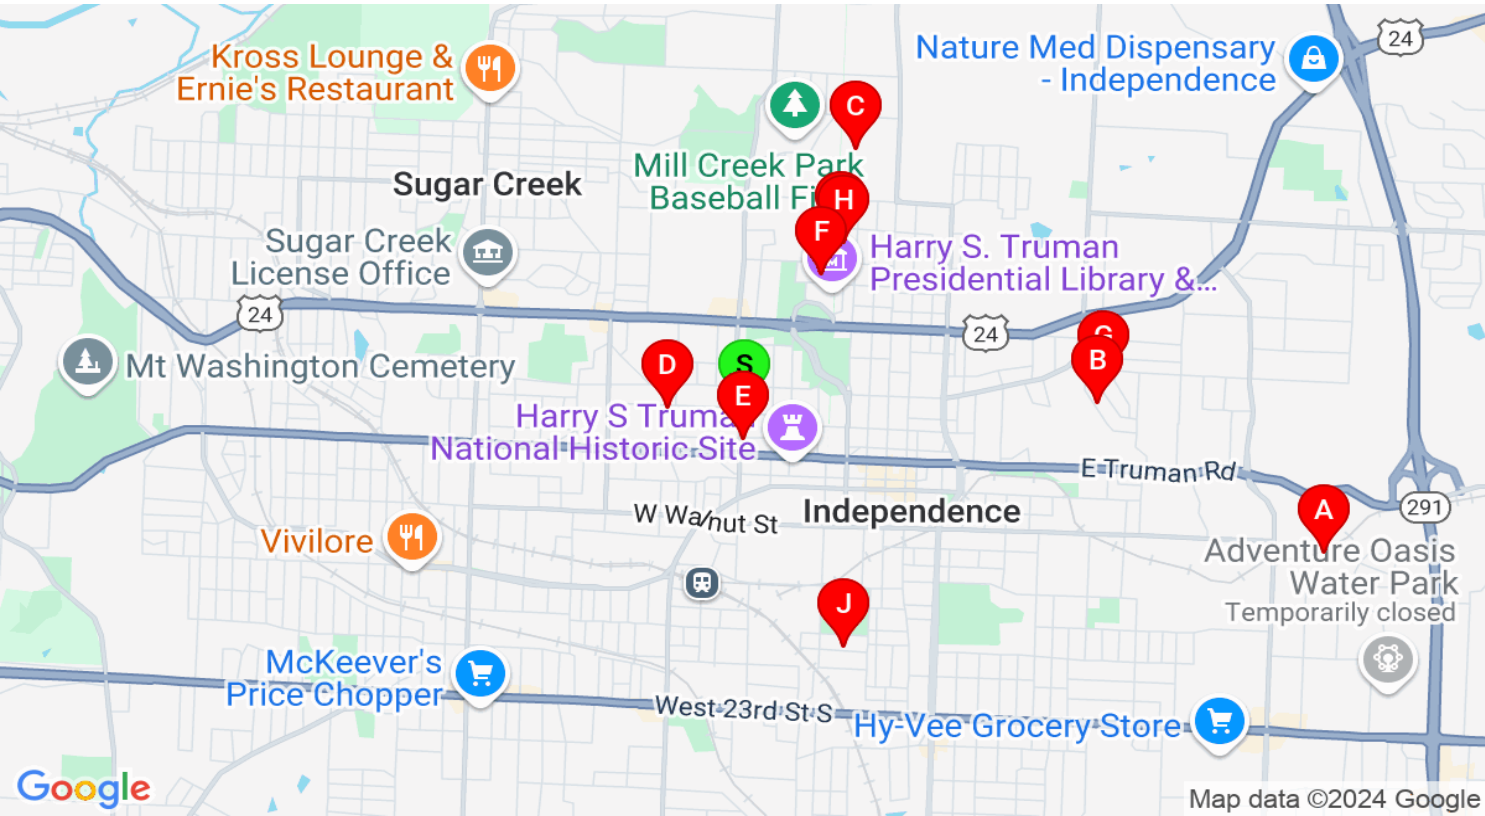 24
Kross Lounge &
Ernie's Restaurant
Nature Med Dispensary
- Independence
C
Mill Creek Park
Baseball Fi
Sugar Creek
H
F
Sugar Creek
License Office
Harry S. Truman
Presidential Library &...
24
24
G
B
Mt Washington Cemetery
D
S
E
Harry S Truma
National Historic Site
E Truman Rd
W Walnut St
Independence
A
291
Vivilore
Adventure Oasis
Water Park
Temporarily closed
J
McKeever's
Price Chopper
West 23rd St S
Hy-Vee Grocery Store
Google
Map data ©2024 Google